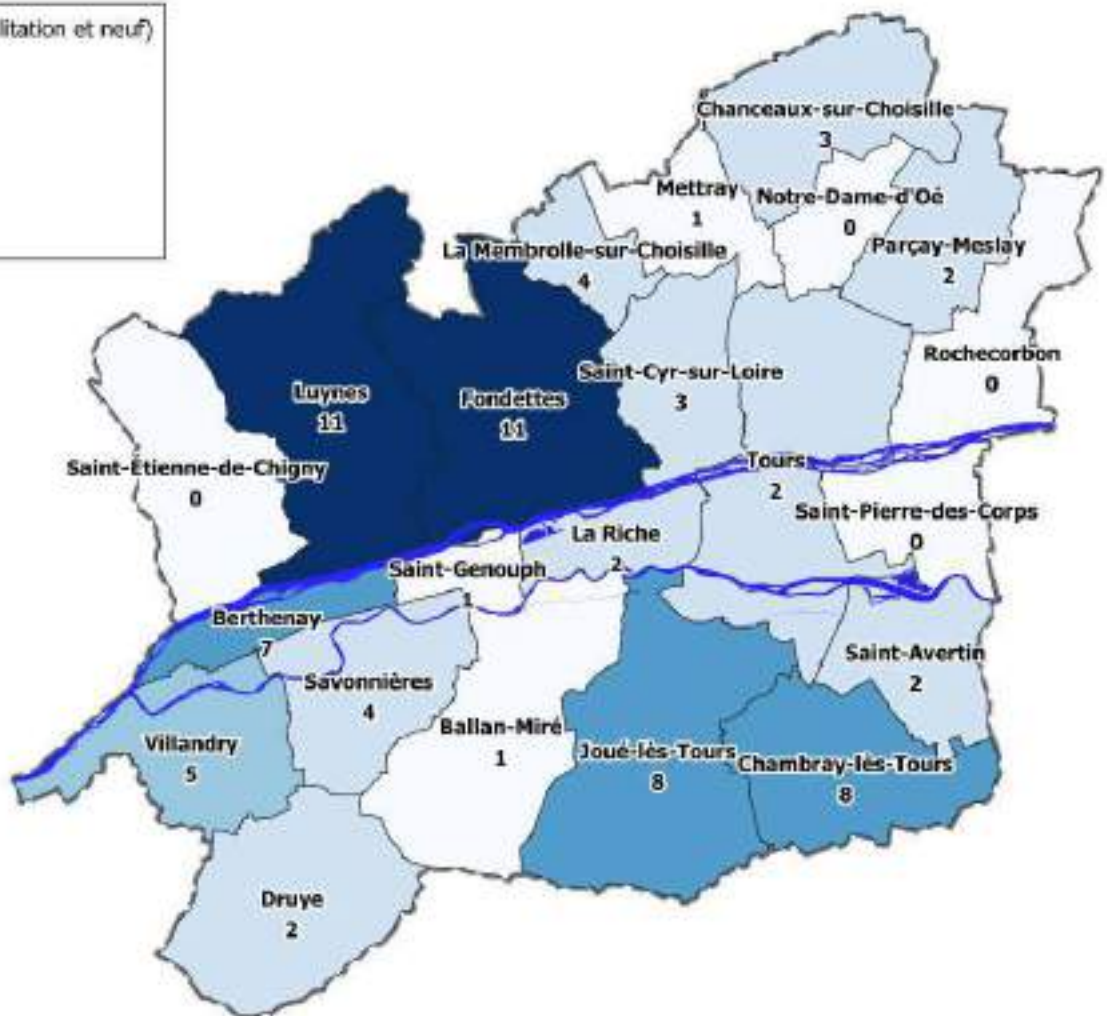 litation et neuf)
Chanceaux-sur-Choisille
3
Mettray
1
Notre-Dame-d'Oé
0
La Membrolle-sur-Choisille
4
Parçay-Meslay
2
Rochecorbon
0
Saint-Cyr-sur-Loire
3
Luynes
11
Fondettes
11
Saint-Etienne-de-Chigny
0
Tours
2
Saint-Pierre-des-Corps
0
La Riche
2
Saint-Genouph
1
Berthenay
7
Saint-Avertin
2
Savonnières
4
Ballan-Miré
1
Villandry
5
Joué-lès-Tours
8
Chambray-lès-Tours
8
Druye
2